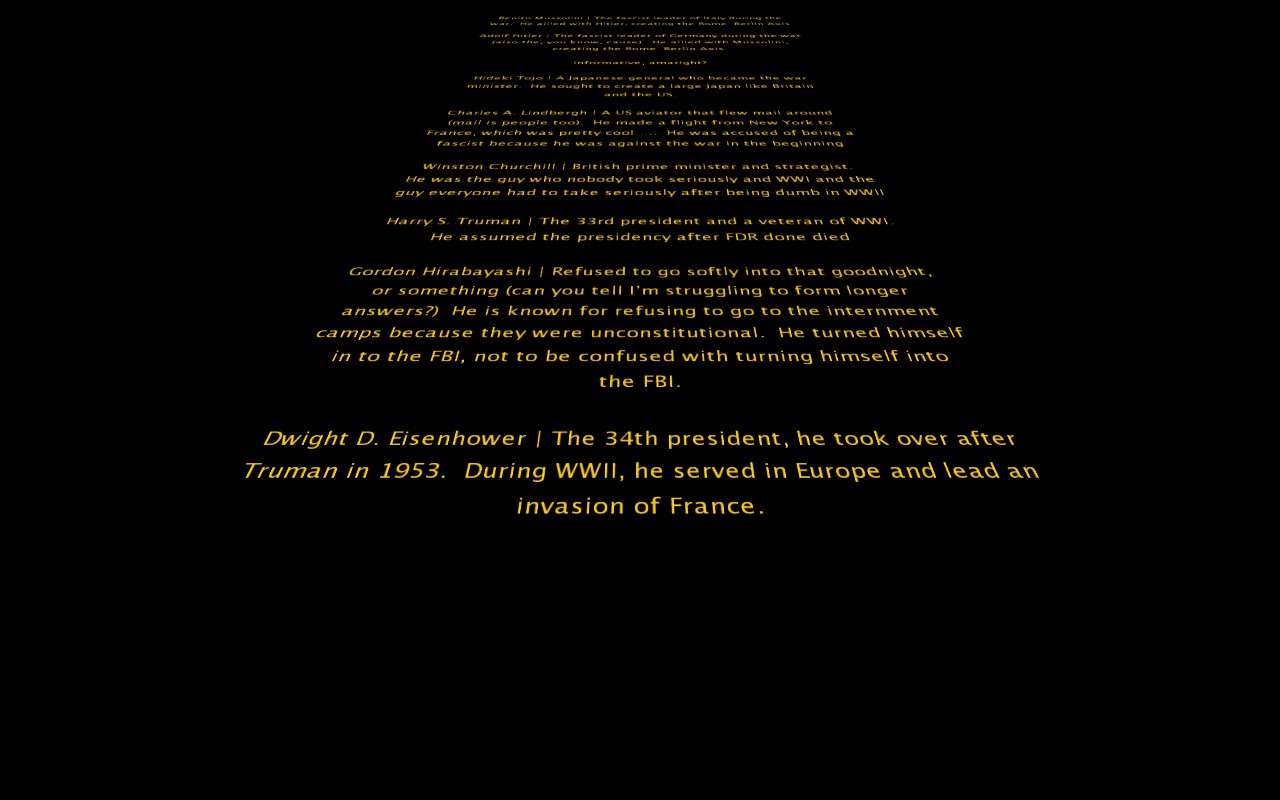 Benito Mussolini | The fascist leader of Italy during the
war.  He allied with Hitler, creating the Rome  Berlin Axis
Adolf Hitler | The fascist leader of Germany during the war
(also the, you know, cause)  He allied with Mussolini,
creating the Rome  Berlin Axis.
informative, amaright?
Hideki Tojo | A Japanese general who became the war
minister.  He sought to create a large Japan like Britain
and the US.
Charles A. Lindbergh | A US aviator that flew mail around
(mail is people too).  He made a flight from New York to
France, which was pretty cool.....  He was accused of being a
fascist because he was against the war in the beginning
Winston Churchill | British prime minister and strategist.
He was the guy who nobody took seriously and WWI and the
guy everyone had to take seriously after being dumb in WWII
Harry S. Truman | The 33rd president and a veteran of WWI.
He assumed the presidency after FDR done died
Gordon Hirabayashi | Refused to go softly into that goodnight,
or something (can you tell I'm struggling to form longer
answers?)  He is known for refusing to go to the internment
camps because they were unconstitutional.  He turned himself
in to the FBI, not to be confused with turning himself into
the FBI.
Dwight D. Eisenhower | The 34th president, he took over after
Truman in 1953.  During WWII, he served in Europe and lead an
invasion of France.